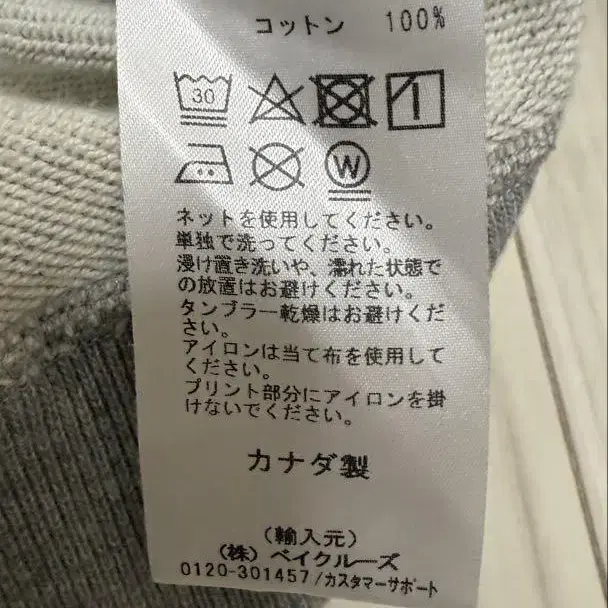 コットン 100%
30
W
ネットを使用してください。
単独で洗ってください。
浸け置き洗いや、濡れた状態で
の放置はお避けください。
タンブラー乾燥はお避けくだ
さい。
アイロンは当て布を使用して
ください。
プリント部分にアイロンを掛
けないでください。
カナダ製
（輸入元）
（株）ベイクルーズ
0120-301457/カスタマーサポート